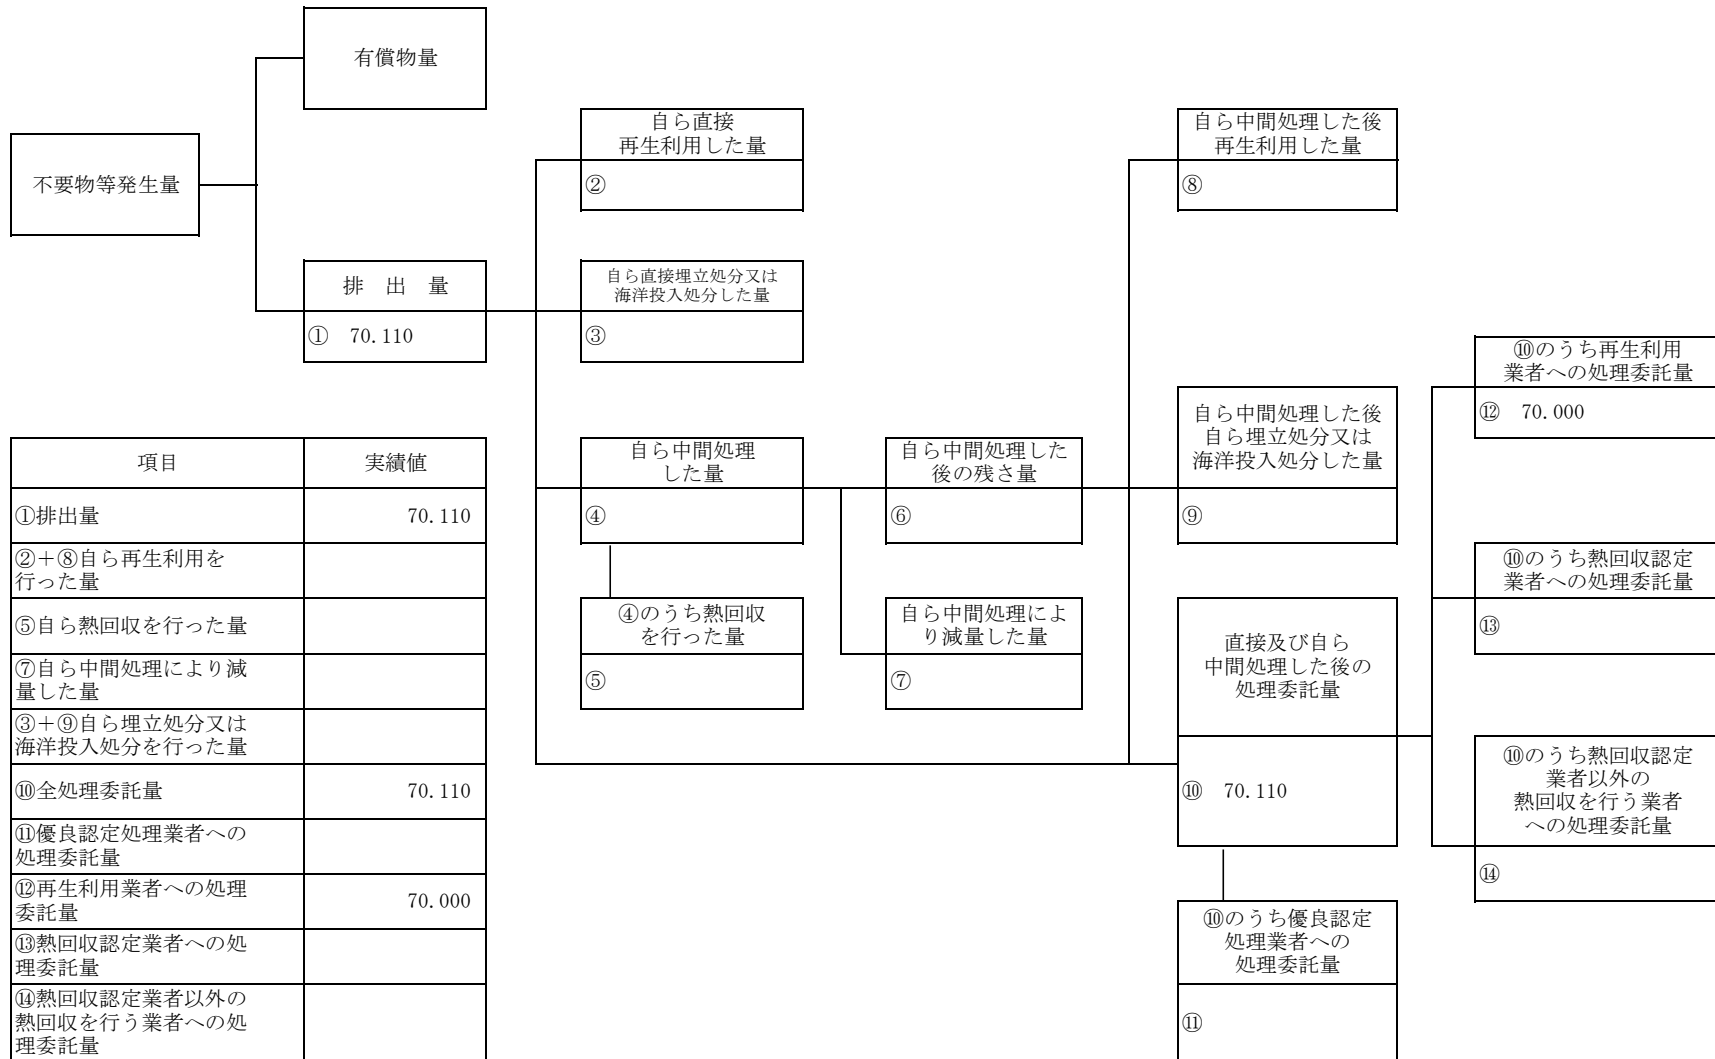 有償物量
不要物等発生量
排　出　量
① 70.110
自ら直接
再生利用した量
②
自ら直接埋立処分又は
海洋投入処分した量
③
自ら中間処理
した量
④
④のうち熱回収
を行った量
⑤
自ら中間処理した
後の残さ量
⑥
自ら中間処理によ
り減量した量
⑦
自ら中間処理した後
再生利用した量
⑧
自ら中間処理した後
自ら埋立処分又は
海洋投入処分した量
⑨
直接及び自ら
中間処理した後の
処理委託量
⑩ 70.110
⑩のうち優良認定
処理業者への
処理委託量
⑪
⑩のうち再生利用
業者への処理委託量
⑫ 70.000
⑩のうち熱回収認定
業者への処理委託量
⑬
⑩のうち熱回収認定
業者以外の
熱回収を行う業者
への処理委託量
⑭
項目 実績値
①排出量 70.110
②＋⑧自ら再生利用を
行った量
⑤自ら熱回収を行った量
⑦自ら中間処理により減
量した量
③＋⑨自ら埋立処分又は
海洋投入処分を行った量
⑩全処理委託量 70.110
⑪優良認定処理業者への
処理委託量
⑫再生利用業者への処理
委託量 70.000
⑬熱回収認定業者への処
理委託量
⑭熱回収認定業者以外の
熱回収を行う業者への処
理委託量